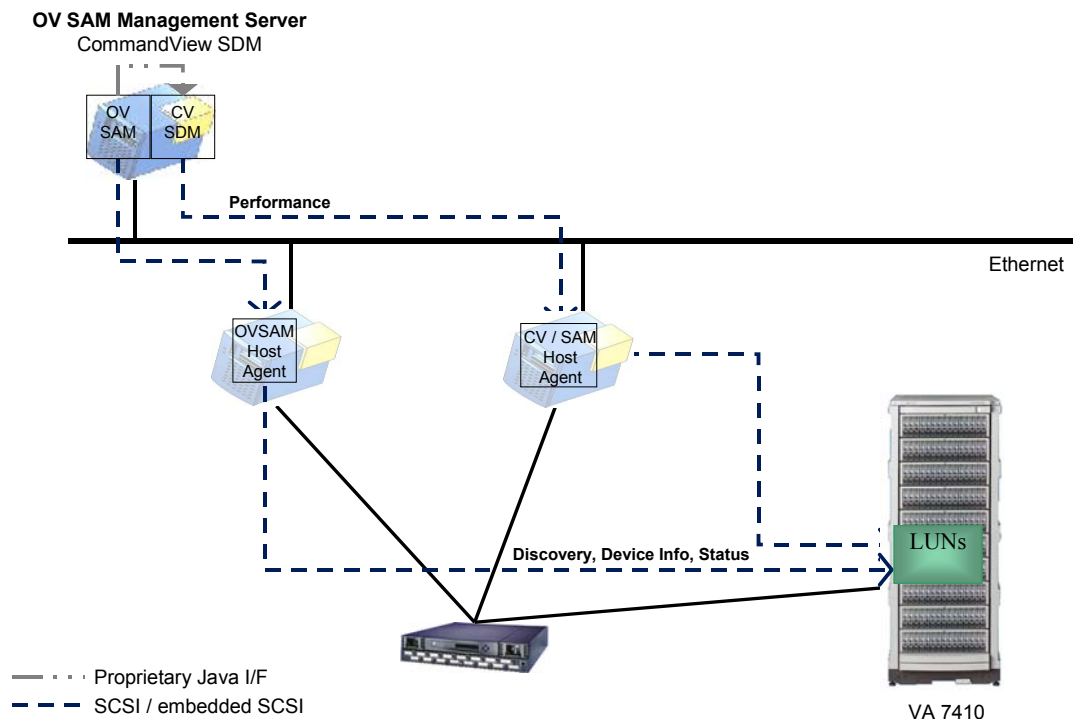 OV SAM Management Server
CommandView SDM
OV
SAM
CV
SDM
Performance
Ethernet
OVSAM
Host
Agent
CV / SAM
Host
Agent
LUNs
Discovery, Device Info, Status
Proprietary Java I/F
SCSI / embedded SCSI
VA 7410